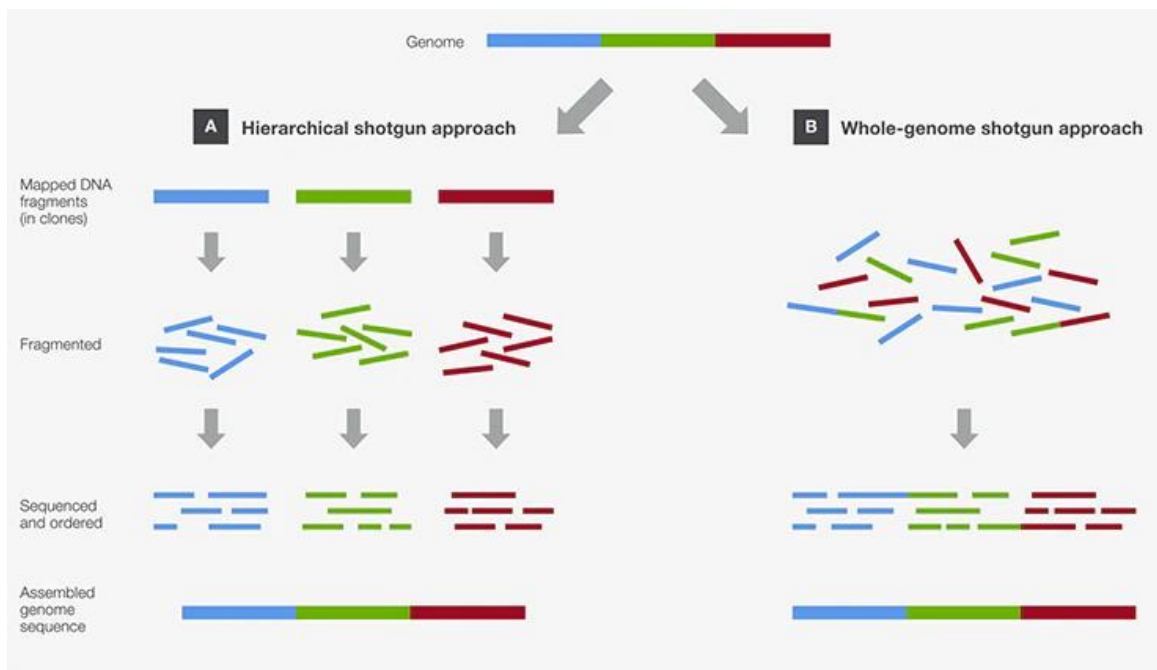 Genome
A Hierarchical shotgun approach
B Whole-genome shotgun approach
Mapped DNA
fragments
(in clones)
Fragmented
Sequenced
and ordered
Assembled
genome
sequence